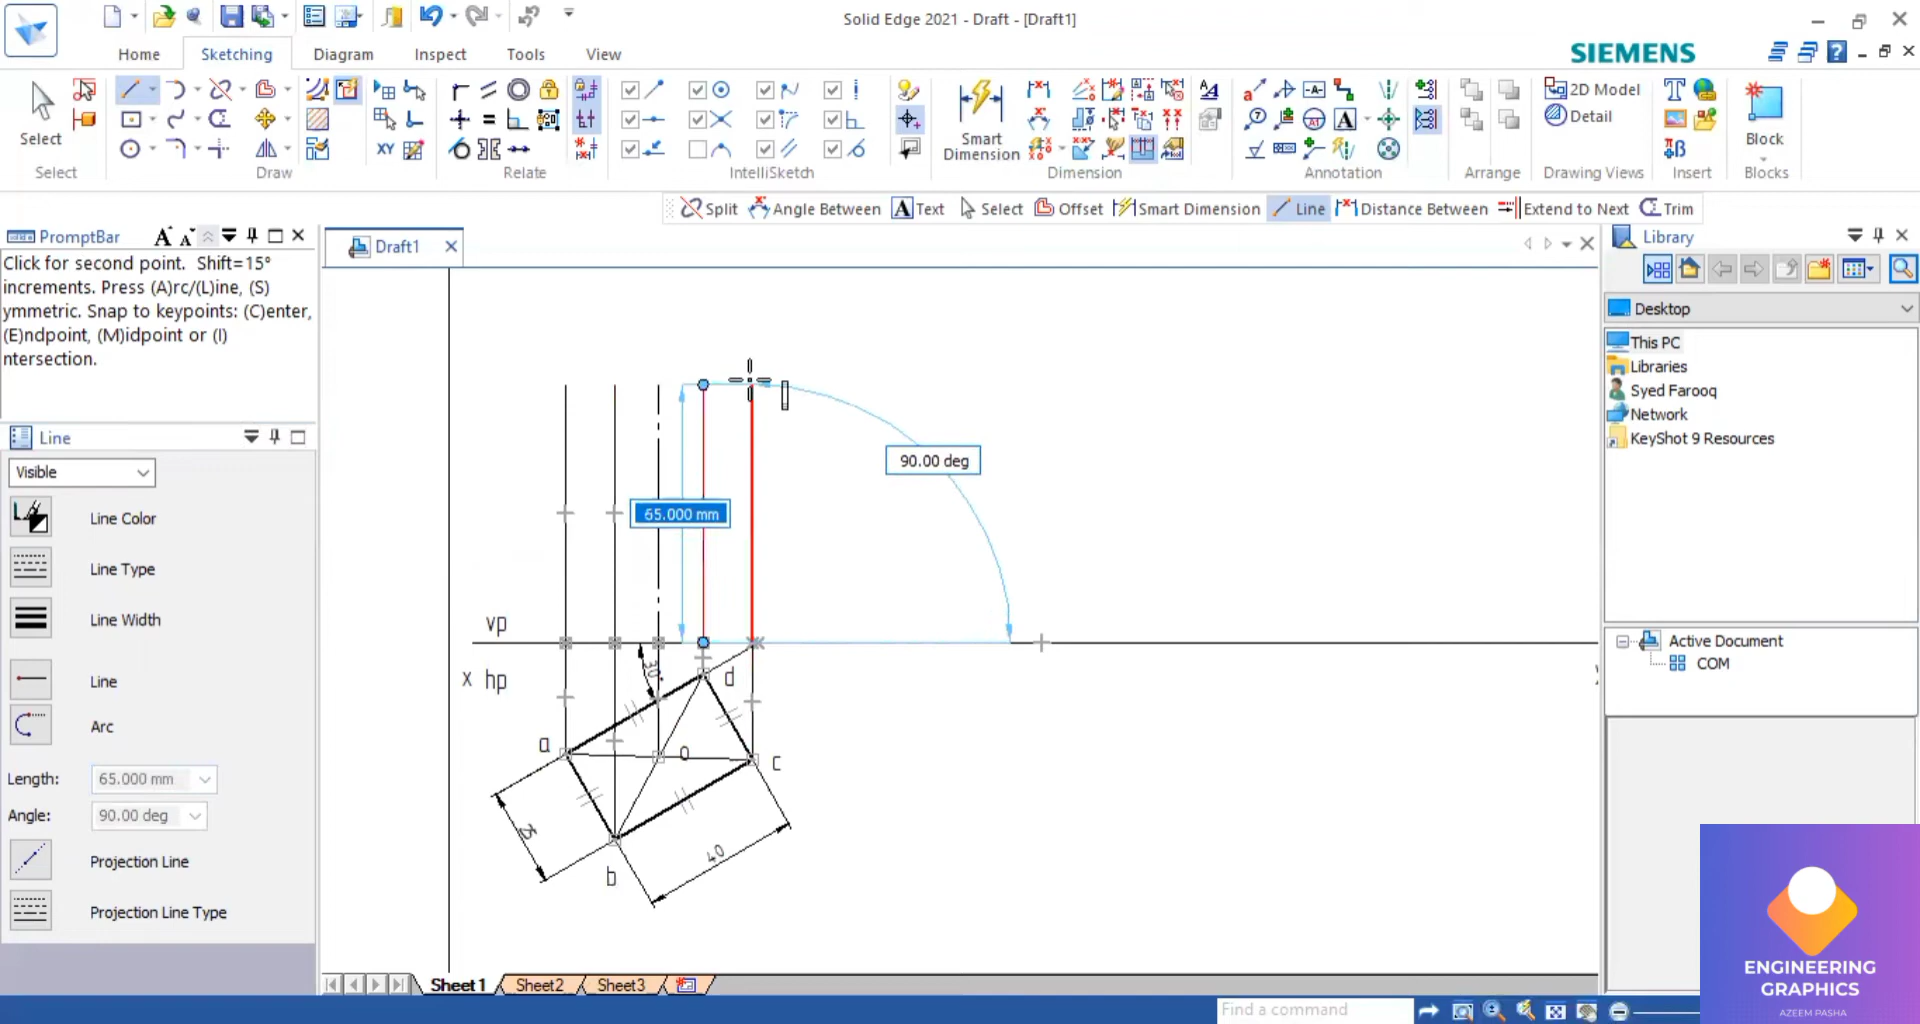 Solid Edge 2021 - Draft - [Draft1]
Home
Sketching
Diagram
Inspect
Tools
View
SIEMENS
Select
Smart
Dimension
2D Model
Detail
Block
Select
Draw
Relate
IntelliSketch
Dimension
Annotation
Arrange
Drawing Views
Insert
Blocks
Split
Angle Between
Text
Select
Offset
Smart Dimension
Line
Distance Between
Extend to Next
Trim
PromptBar
Click for second point. Shift=15°
increments. Press (A)rc/(L)ine, (S)
ymmetric. Snap to keypoints: (C)enter,
(E)ndpoint, (M)idpoint or (I)
ntersection.
Draft1
Library
Desktop
This PC
Libraries
Syed Farooq
Network
KeyShot 9 Resources
Active Document
COM
Line
Visible
Line Color
Line Type
Line Width
Line
Arc
Length: 65.000 mm
Angle: 90.00 deg
Projection Line
Projection Line Type
90.00 deg
65.000 mm
vp
x hp
30°
d
a
o
c
40
b
Sheet1
Sheet2
Sheet3
Find a command
ENGINEERING
GRAPHICS
AZEEM PASHA